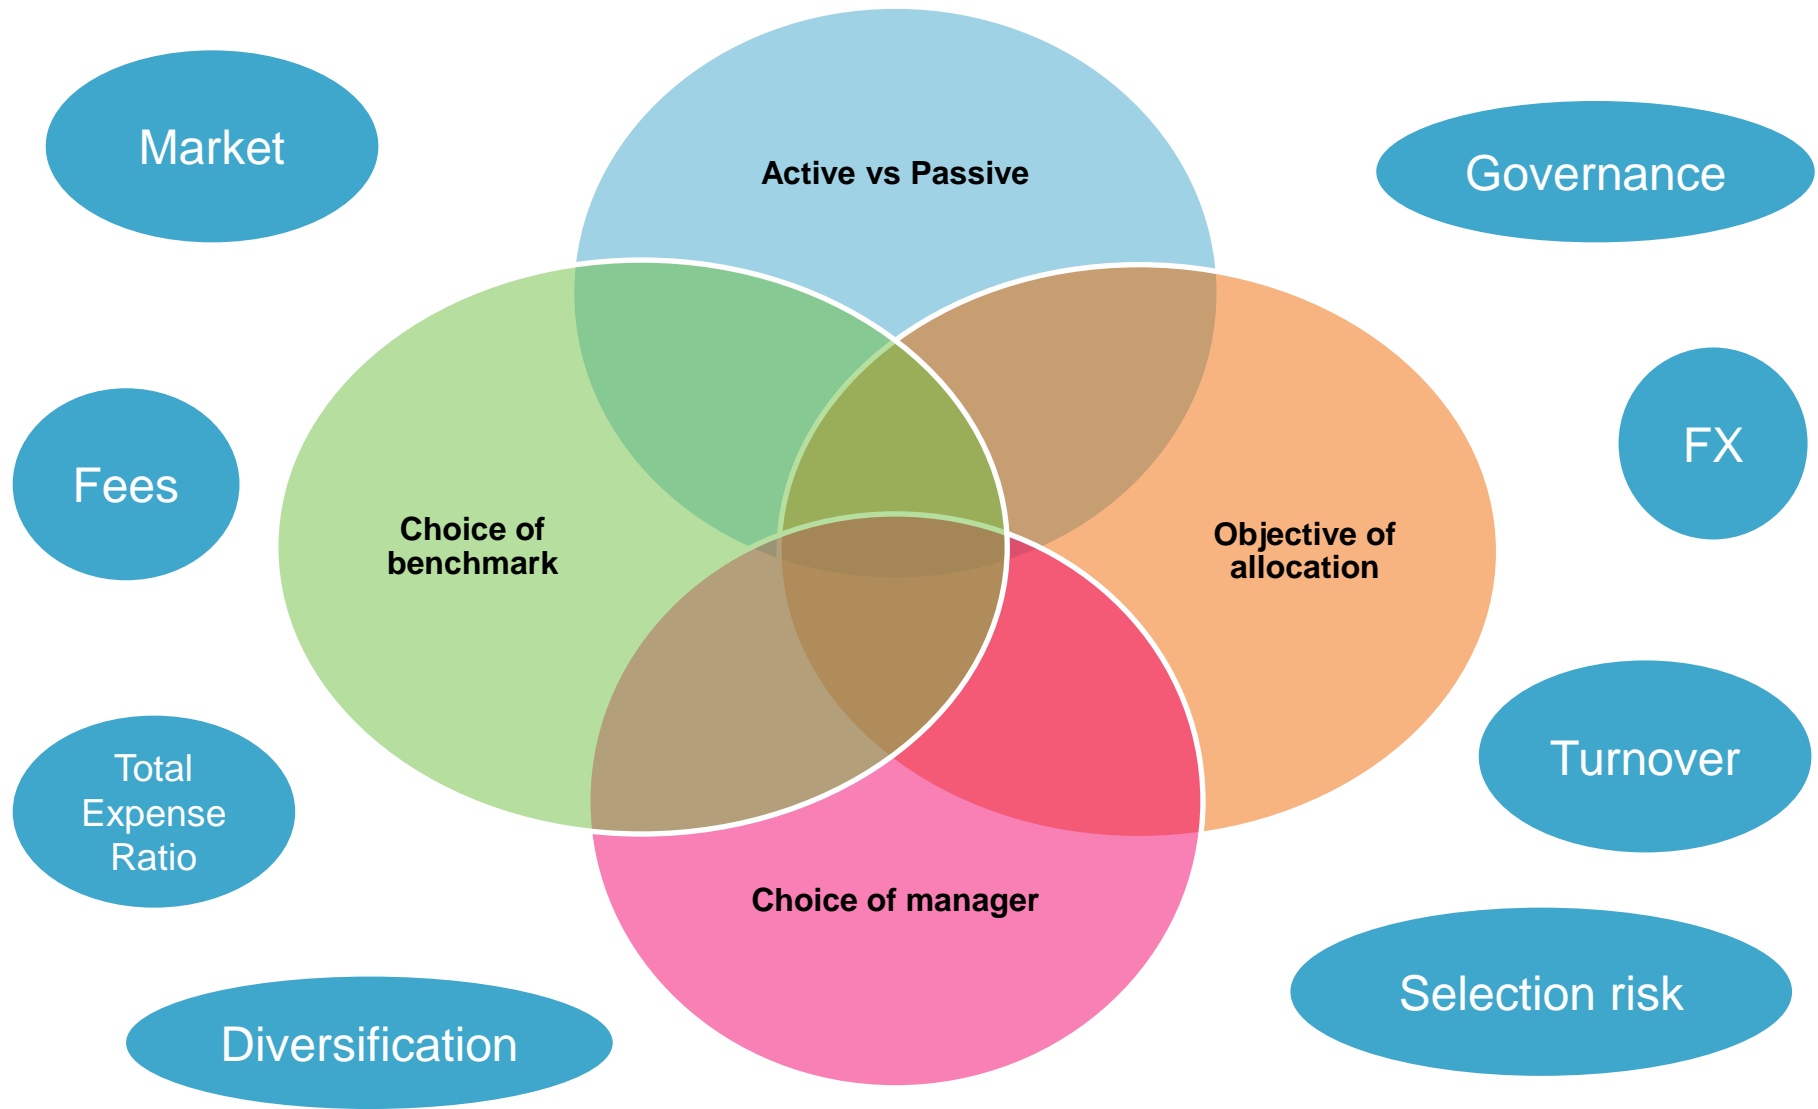 Market
Active vs Passive
Governance
Fees
Choice of
benchmark
Objective of
allocation
FX
Total
Expense
Ratio
Turnover
Choice of manager
Diversification
Selection risk